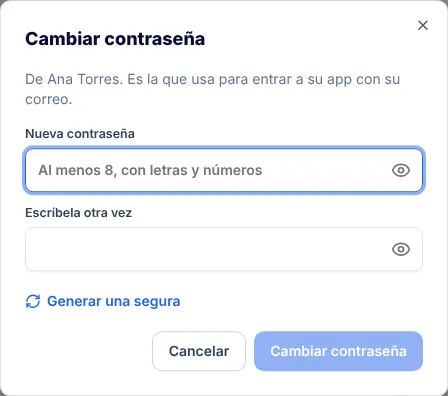 Cambiar contraseña
De Ana Torres. Es la que usa para entrar a su app con su
correo.
Nueva contraseña
Al menos 8, con letras y números
Escríbela otra vez
Generar una segura
Cancelar
Cambiar contraseña